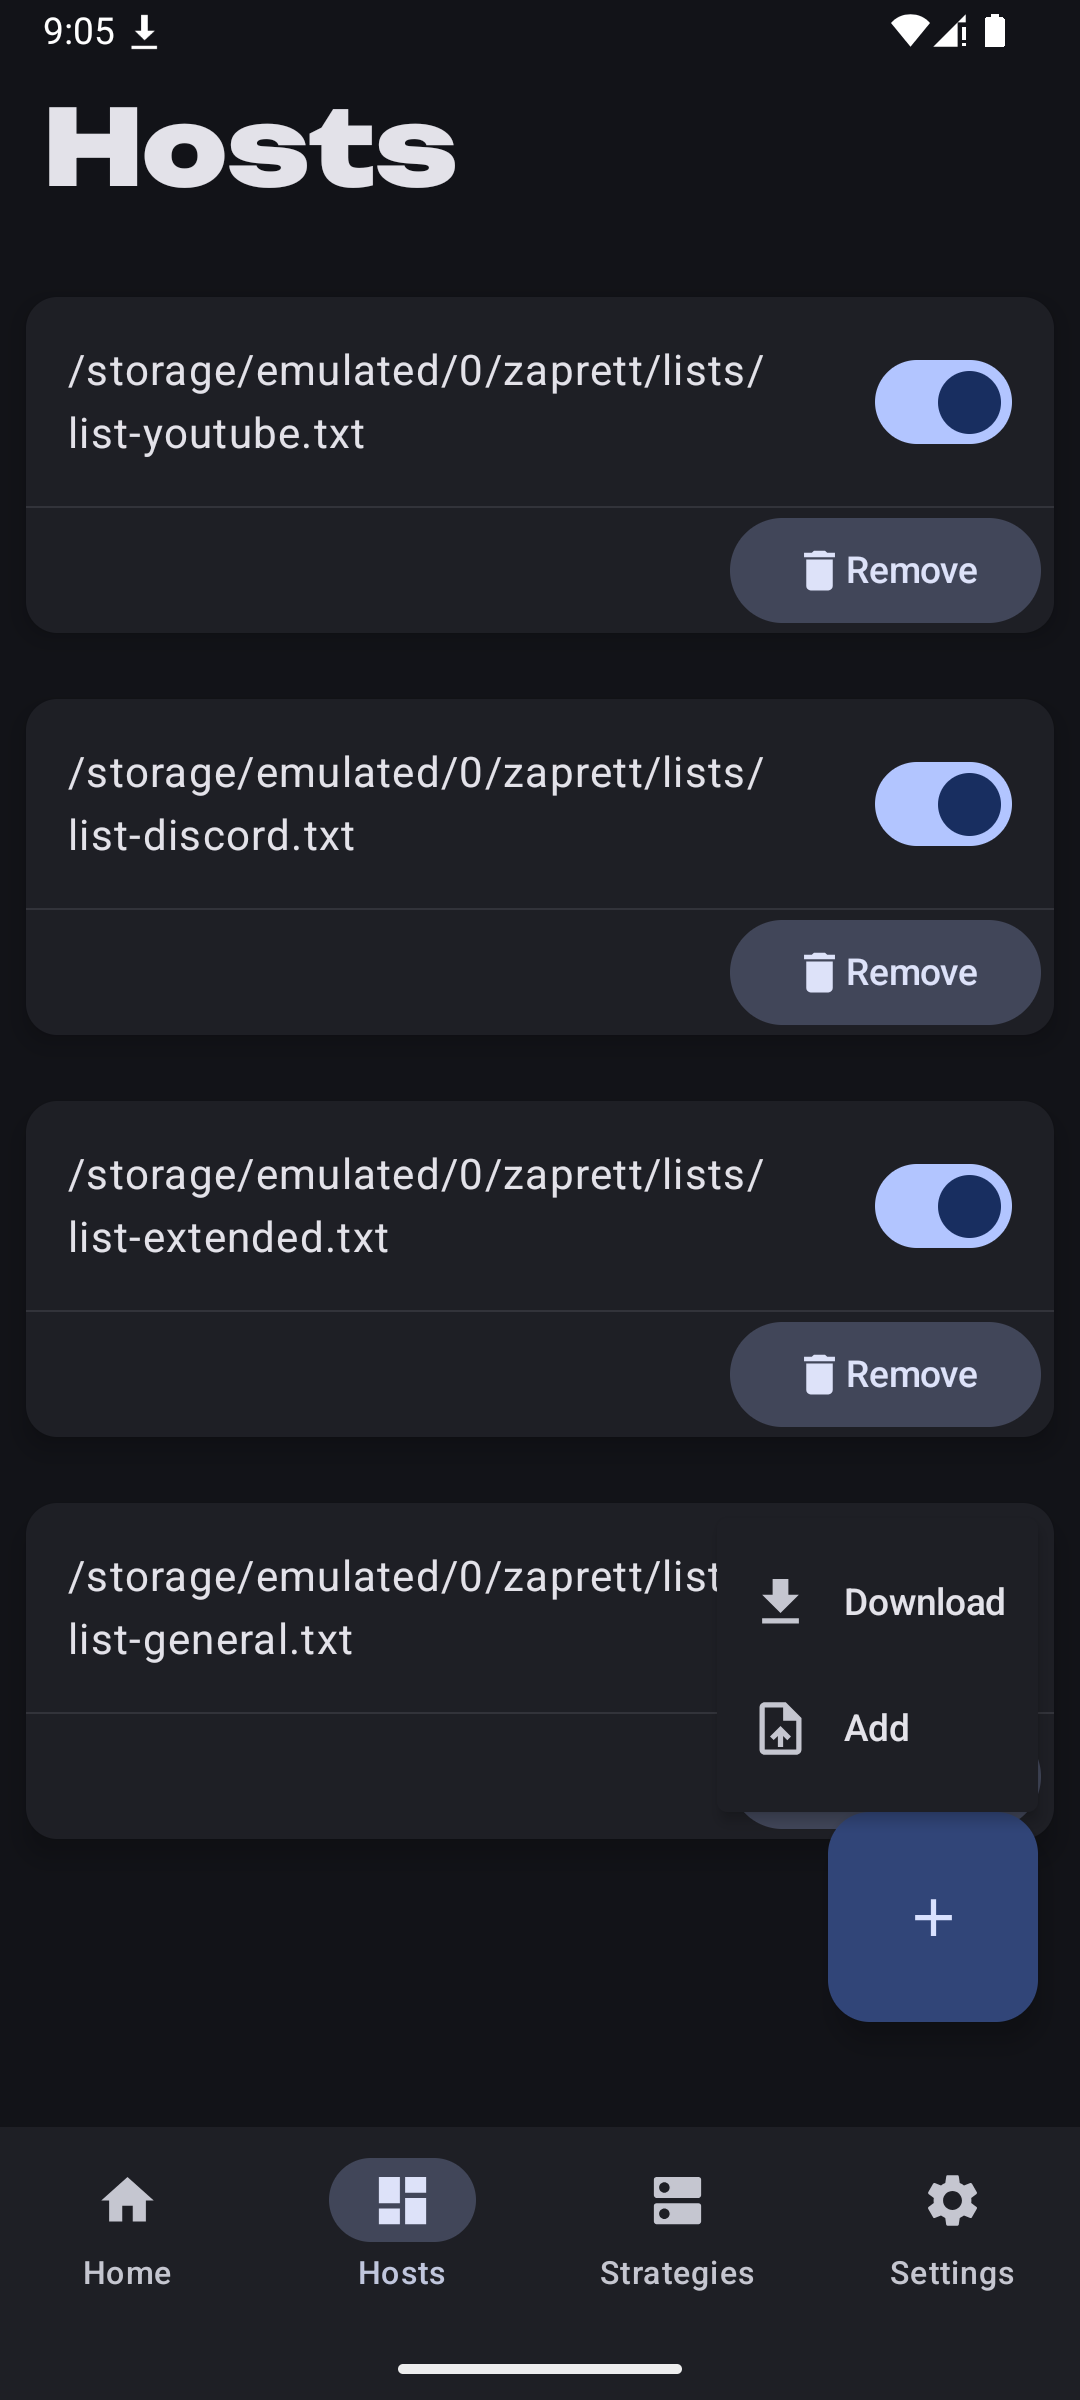 9:05
Hosts
/storage/emulated/0/zaprett/lists/
list-youtube.txt
Remove
/storage/emulated/0/zaprett/lists/
list-discord.txt
Remove
/storage/emulated/0/zaprett/lists/
list-extended.txt
Remove
/storage/emulated/0/zaprett/list
list-general.txt
Download
Add
Home
Hosts
Strategies
Settings